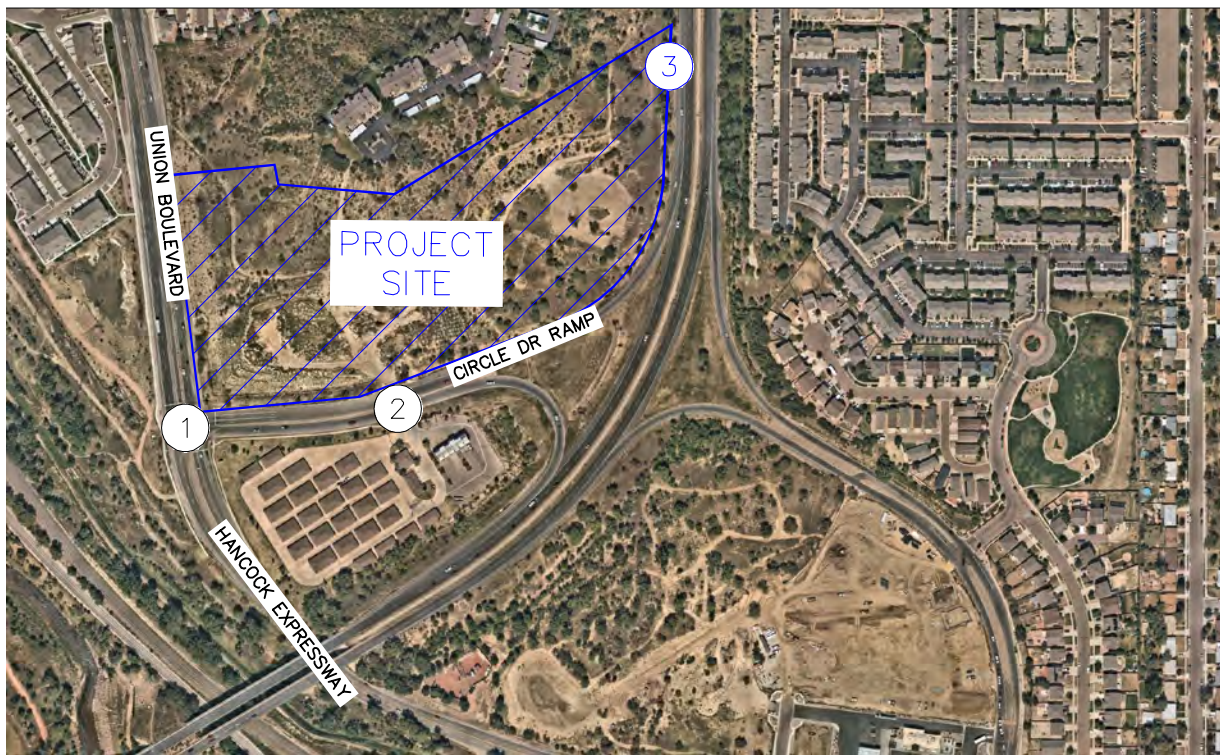 3
UNION BOULEVARD
PROJECT
SITE
CIRCLE DR RAMP
2
1
HANCOCK EXPRESSWAY